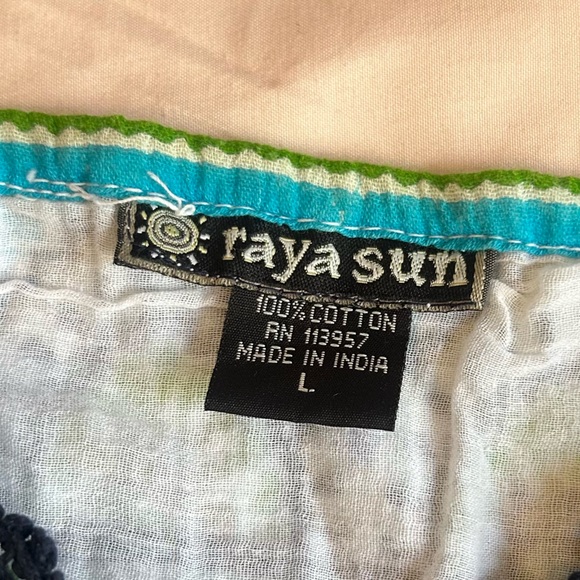 raya sun
100% COTTON
RN 113957
MADE IN INDIA
L.